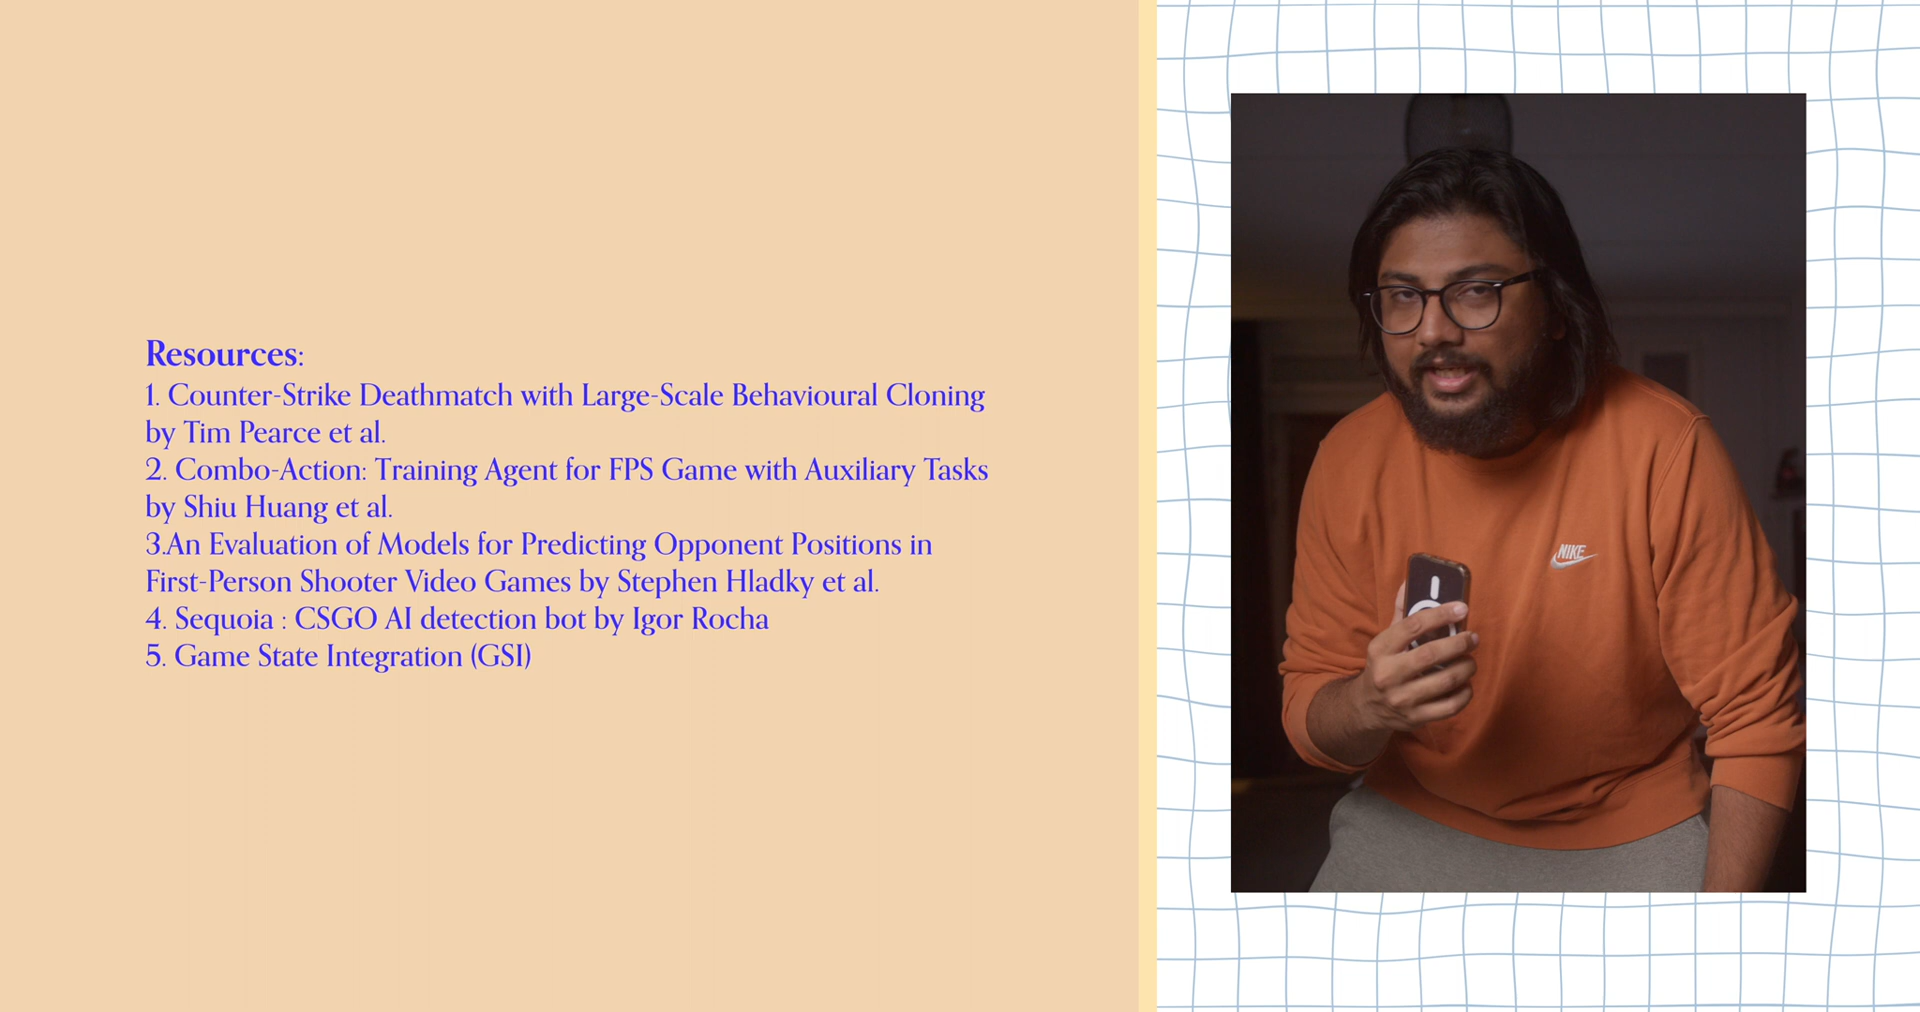 Resources:
1. Counter-Strike Deathmatch with Large-Scale Behavioural Cloning
by Tim Pearce et al.
2. Combo-Action: Training Agent for FPS Game with Auxiliary Tasks
by Shiu Huang et al.
3.An Evaluation of Models for Predicting Opponent Positions in
First-Person Shooter Video Games by Stephen Hladky et al.
4. Sequoia : CSGO AI detection bot by Igor Rocha
5. Game State Integration (GSI)
NIKE